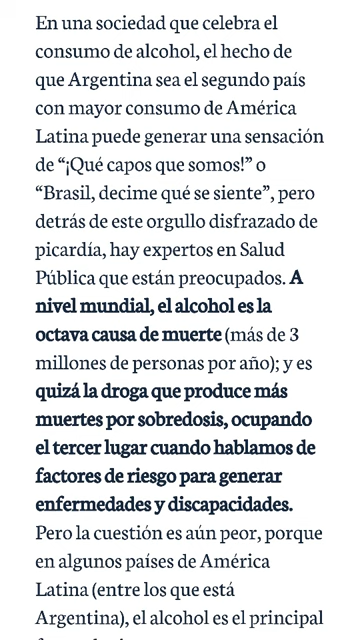 En una sociedad que celebra el
consumo de alcohol, el hecho de
que Argentina sea el segundo país
con mayor consumo de América
Latina puede generar una sensación
de “¡Qué capos que somos!” o
“Brasil, decime qué se siente”, pero
detrás de este orgullo disfrazado de
picardía, hay expertos en Salud
Pública que están preocupados. A
nivel mundial, el alcohol es la
octava causa de muerte (más de 3
millones de personas por año); y es
quizá la droga que produce más
muertes por sobredosis, ocupando
el tercer lugar cuando hablamos de
factores de riesgo para generar
enfermedades y discapacidades.
Pero la cuestión es aún peor, porque
en algunos países de América
Latina (entre los que está
Argentina), el alcohol es el principal